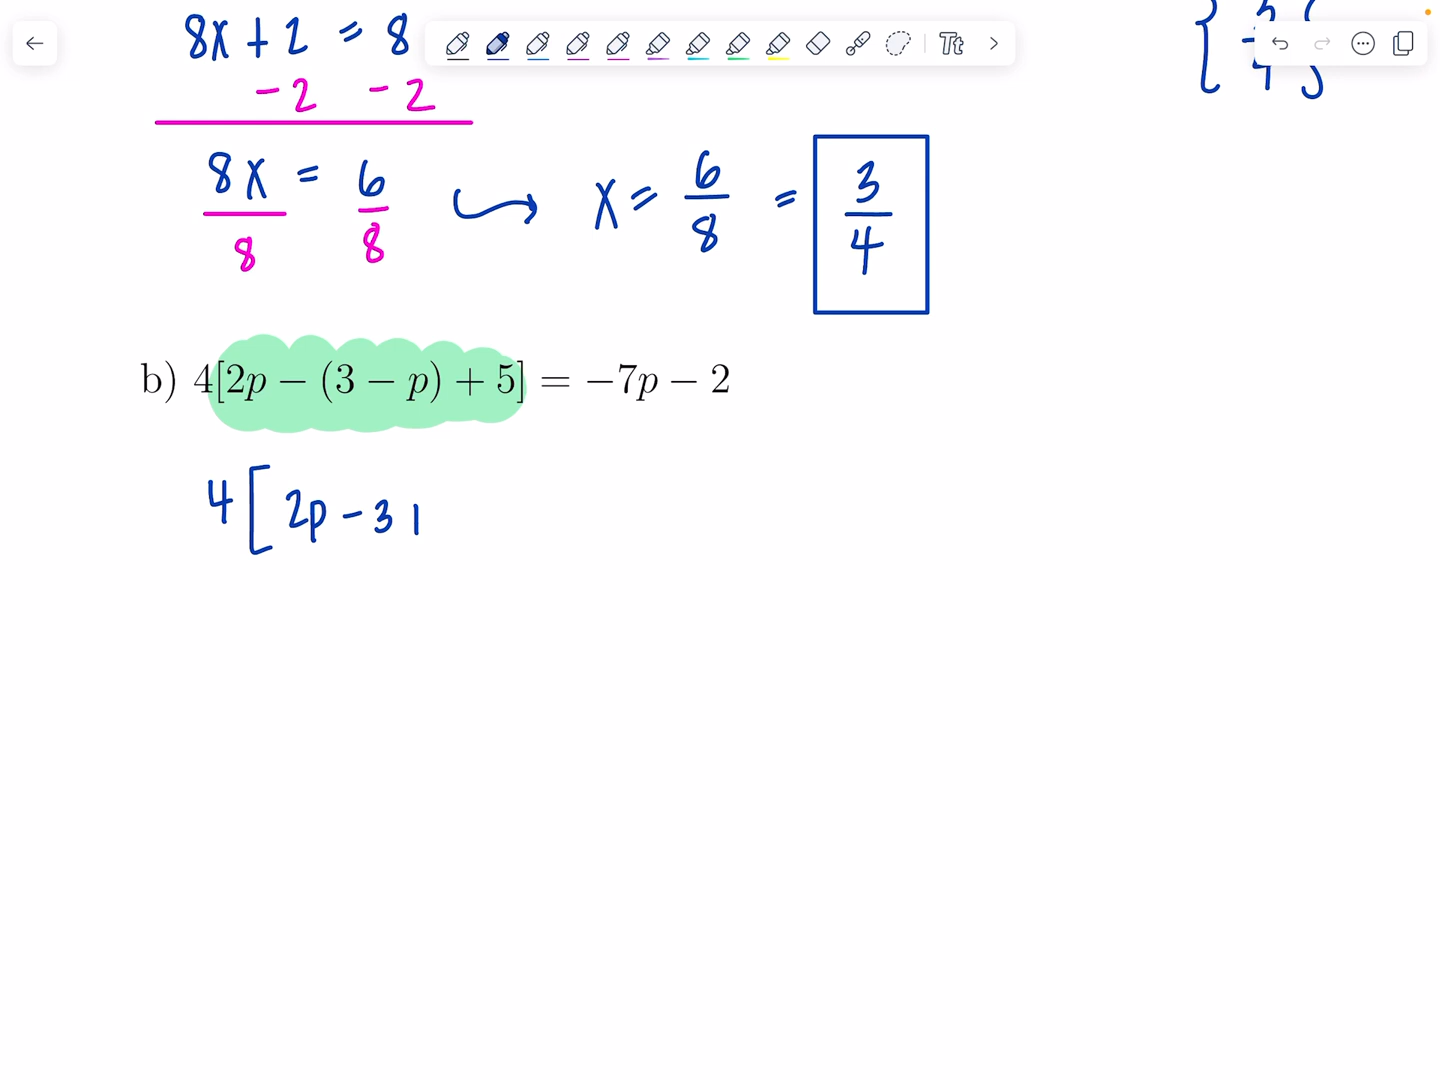 8x + 2 = 8
-2 -2
8x = 6 x = 6/8 = 3/4
8 8
b) 4[2p − (3 − p) + 5] = −7p − 2
4[2p - 3
Tt